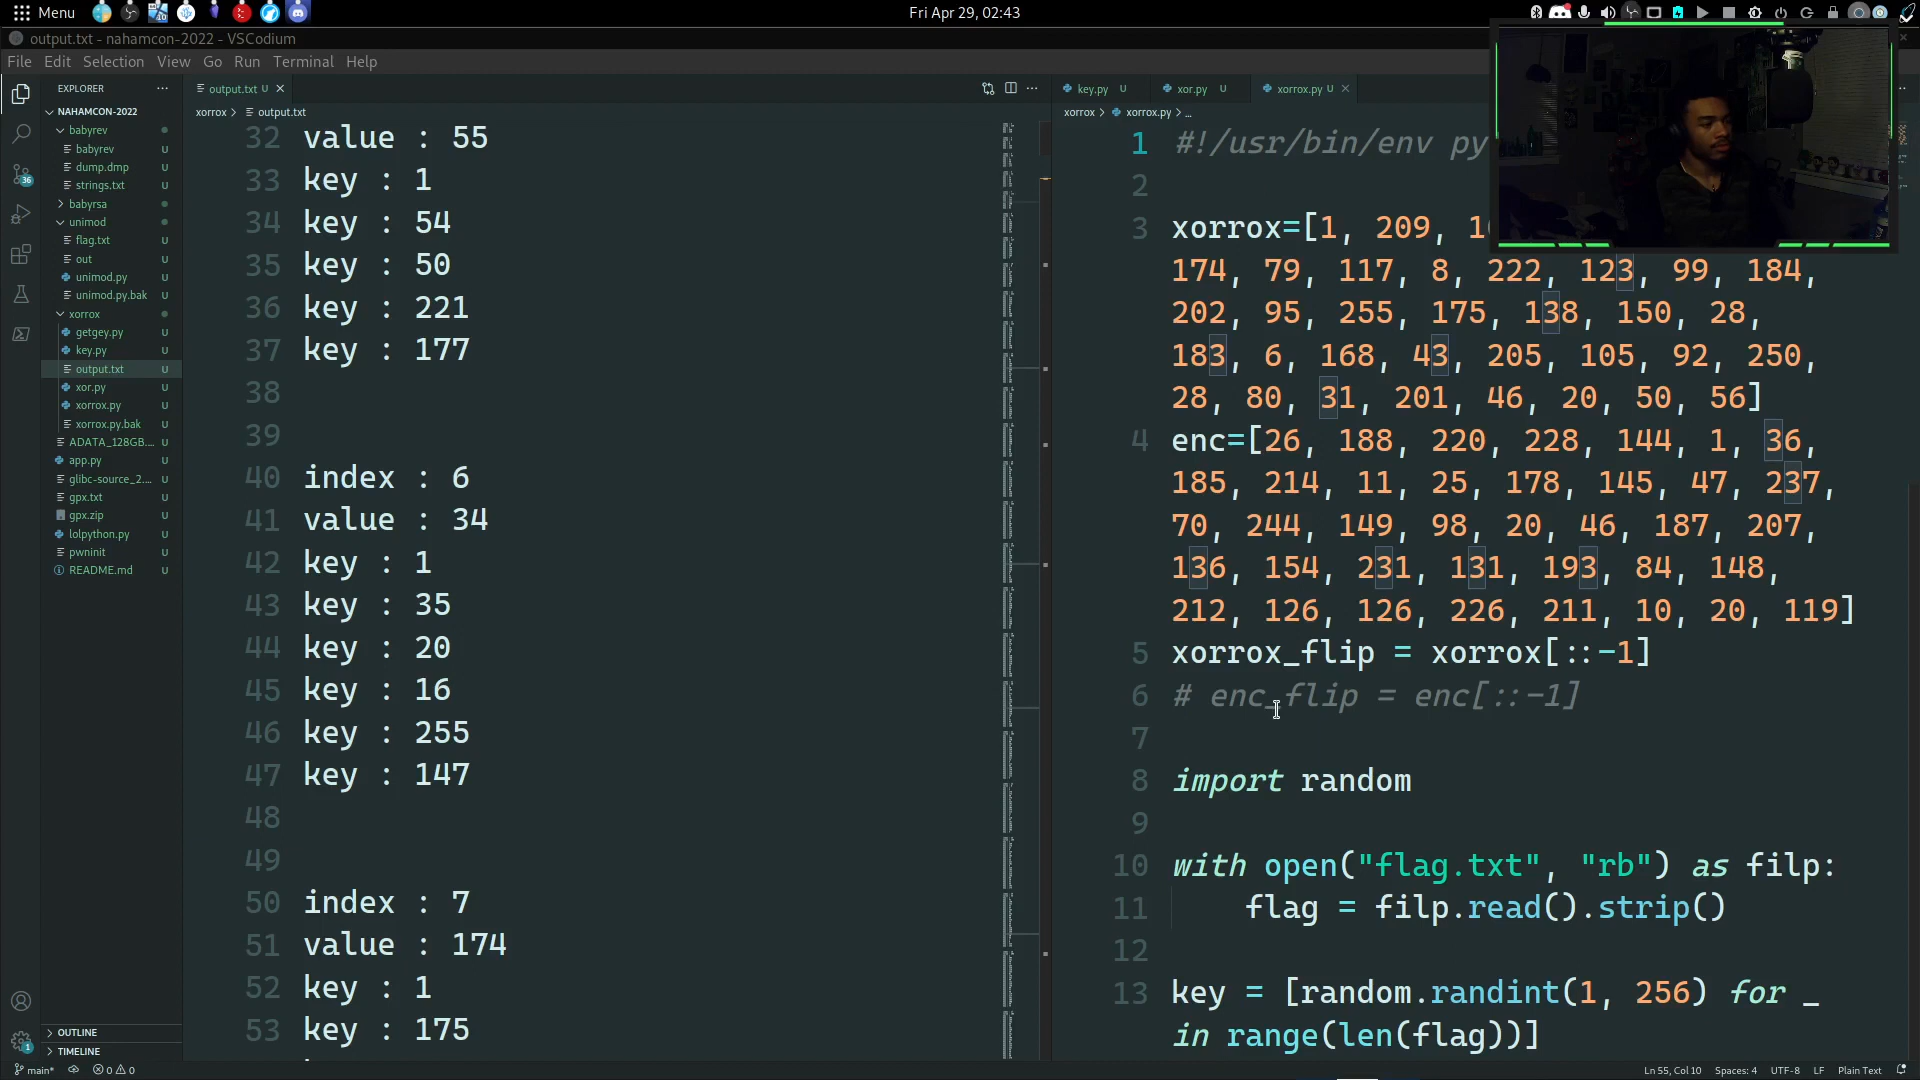 Menu
Fri Apr 29, 02:43
output.txt - nahamcon-2022 - VSCodium
File Edit Selection View Go Run Terminal Help
EXPLORER
NAHAMCON-2022
babyrev
babyrev U
dump.dmp U
strings.txt U
babyrsa
unimod
flag.txt U
out U
unimod.py U
unimod.py.bak U
xorrox
getgey.py U
key.py U
output.txt U
xor.py U
xorrox.py U
xorrox.py.bak U
ADATA_128GB.... U
app.py U
glibc-source_2.... U
gpx.txt U
gpx.zip U
lolpython.py U
pwninit U
README.md U
OUTLINE
TIMELINE
36
1
output.txt U
xorrox > output.txt
32 value : 55
33 key : 1
34 key : 54
35 key : 50
36 key : 221
37 key : 177
38
39
40 index : 6
41 value : 34
42 key : 1
43 key : 35
44 key : 20
45 key : 16
46 key : 255
47 key : 147
48
49
50 index : 7
51 value : 174
52 key : 1
53 key : 175
key.py U xor.py U xorrox.py U
xorrox > xorrox.py > ...
1 #!/usr/bin/env py
2
3 xorrox=[1, 209,
174, 79, 117, 8, 222, 123, 99, 184,
202, 95, 255, 175, 138, 150, 28,
183, 6, 168, 43, 205, 105, 92, 250,
28, 80, 31, 201, 46, 20, 50, 56]
4 enc=[26, 188, 220, 228, 144, 1, 36,
185, 214, 11, 25, 178, 145, 47, 237,
70, 244, 149, 98, 20, 46, 187, 207,
136, 154, 231, 131, 193, 84, 148,
212, 126, 126, 226, 211, 10, 20, 119]
5 xorrox_flip = xorrox[::-1]
6 # enc_flip = enc[::-1]
7
8 import random
9
10 with open("flag.txt", "rb") as filp:
11 flag = filp.read().strip()
12
13 key = [random.randint(1, 256) for _
in range(len(flag))]
main* 0 0
Ln 55, Col 10 Spaces: 4 UTF-8 LF Plain Text